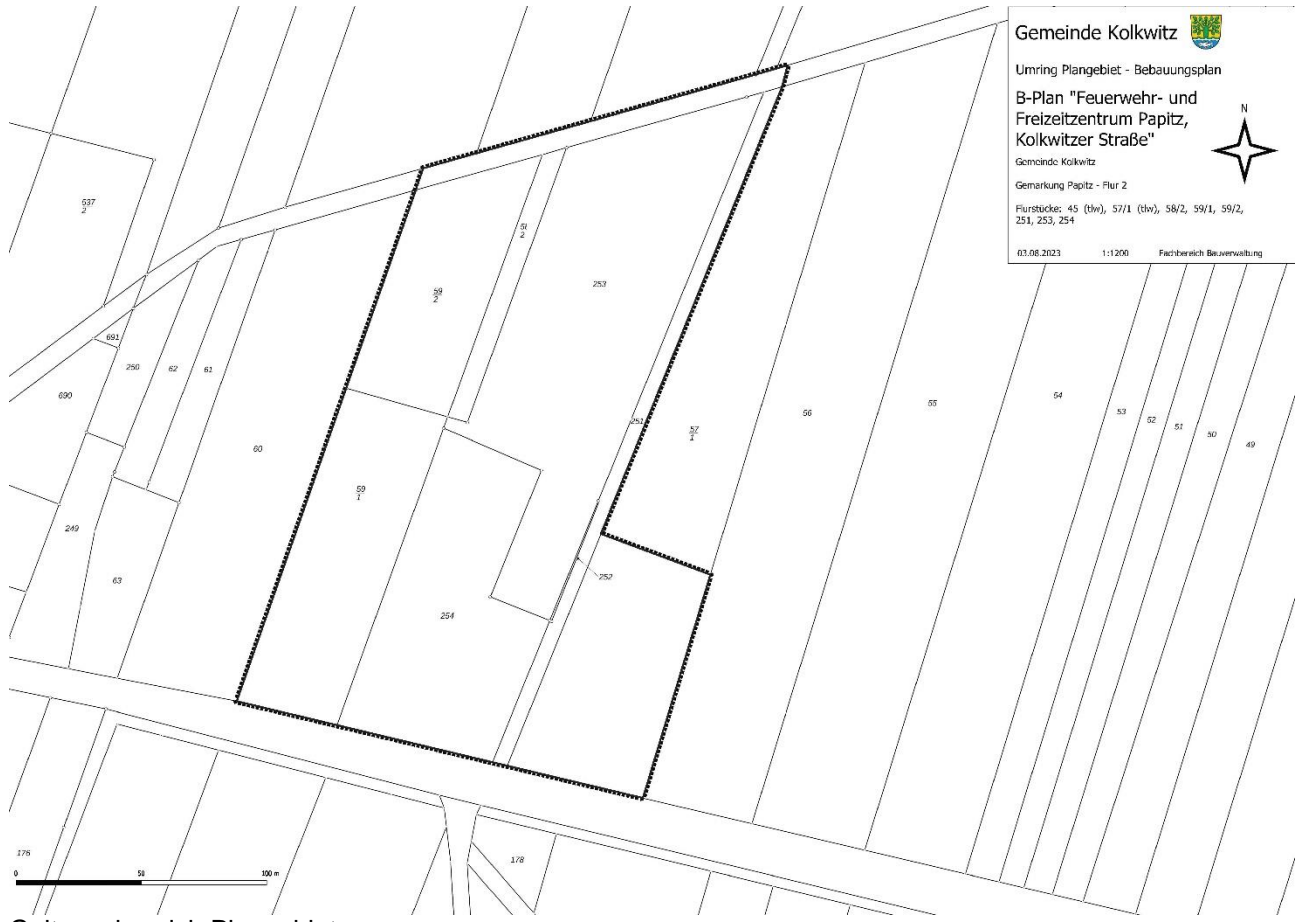 Gemeinde Kolkwitz
Umring Plangebiet - Bebauungsplan
B-Plan "Feuerwehr- und
Freizeitzentrum Papitz,
Kolkwitzer Straße"
Gemeinde Kolkwitz
Gemarkung Papitz - Flur 2
Flurstücke: 45 (tlw), 57/1 (tlw), 58/2, 59/1, 59/2,
251, 253, 254
03.08.2023 1:1200 Fachbereich Bauverwaltung
N
637
2
58
2
253
59
2
691
250
62
61
690
251
57
1
56
55
54
53
52
51
50
49
60
59
1
249
63
252
254
176
178
0 50 100 m